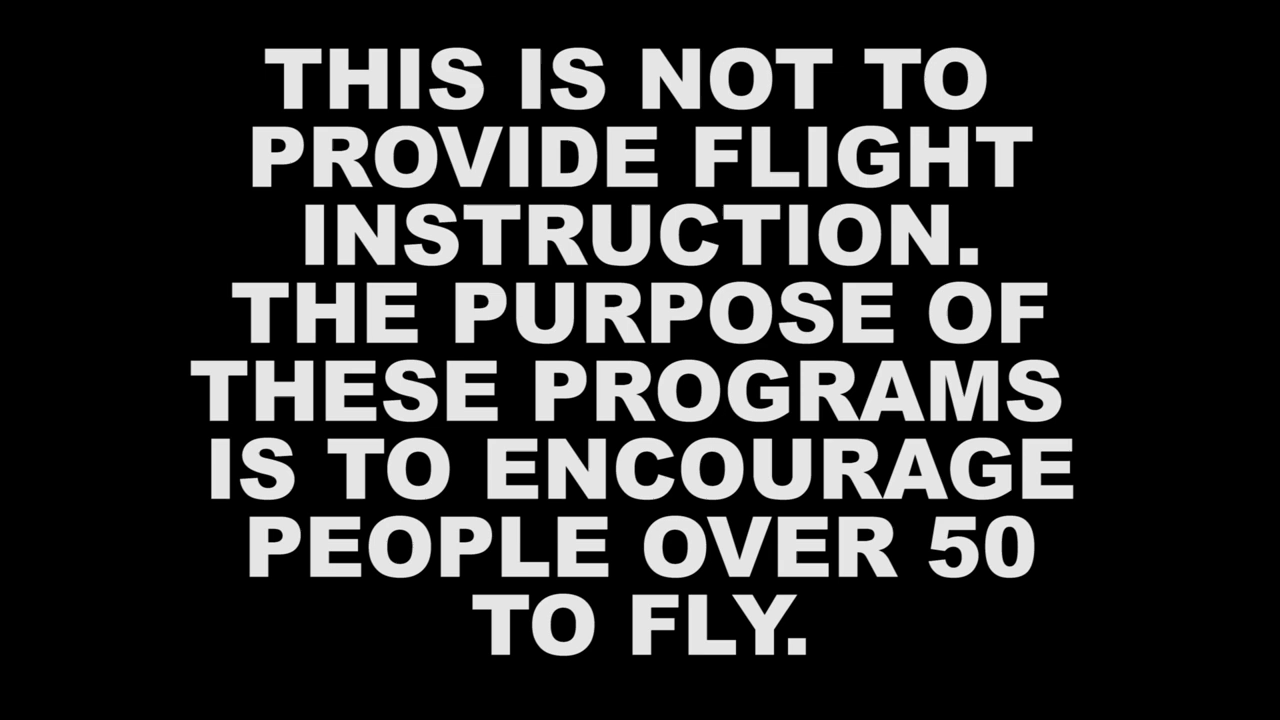 THIS IS NOT TO
PROVIDE FLIGHT
INSTRUCTION.
THE PURPOSE OF
THESE PROGRAMS
IS TO ENCOURAGE
PEOPLE OVER 50
TO FLY.